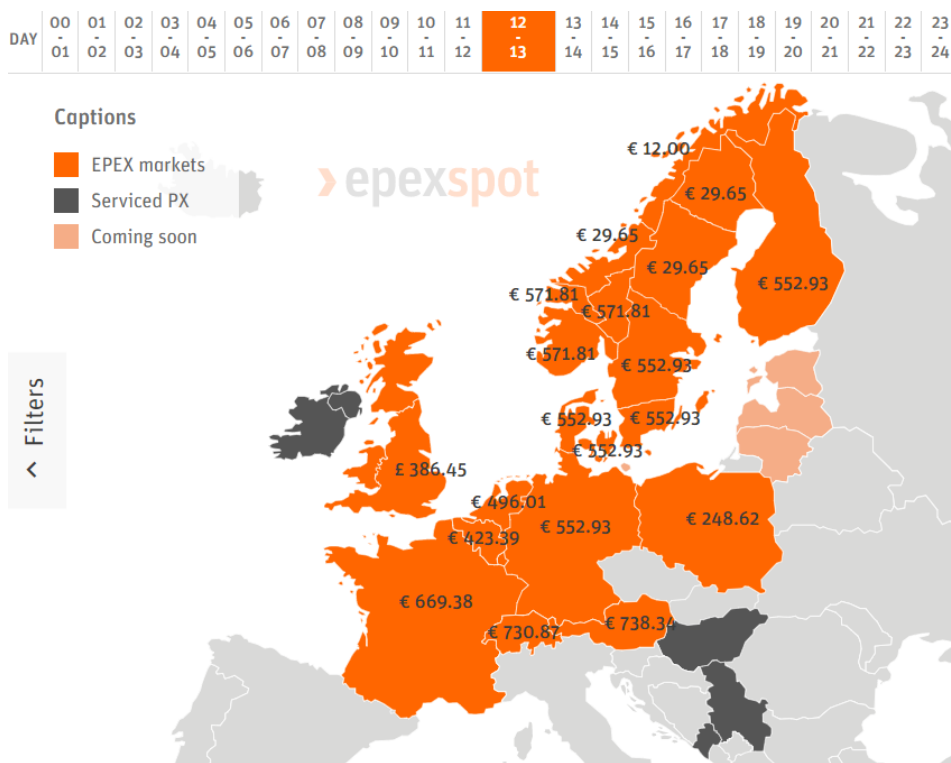 DAY 00 - 01 01 - 02 02 - 03 03 - 04 04 - 05 05 - 06 06 - 07 07 - 08 08 - 09 09 - 10 10 - 11 11 - 12 12 - 13 13 - 14 14 - 15 15 - 16 16 - 17 17 - 18 18 - 19 19 - 20 20 - 21 21 - 22 22 - 23 23 - 24
Captions
EPEX markets
Serviced PX
Coming soon
epexspot
€ 12.00
€ 29.65
€ 29.65
€ 29.65
€ 552.93
€ 571.81
€ 571.81
€ 571.81
€ 552.93
€ 552.93
€ 552.93
€ 552.93
Filters
£ 386.45
€ 496.01
€ 552.93
€ 248.62
€ 423.39
€ 669.38
€ 730.87
€ 738.34